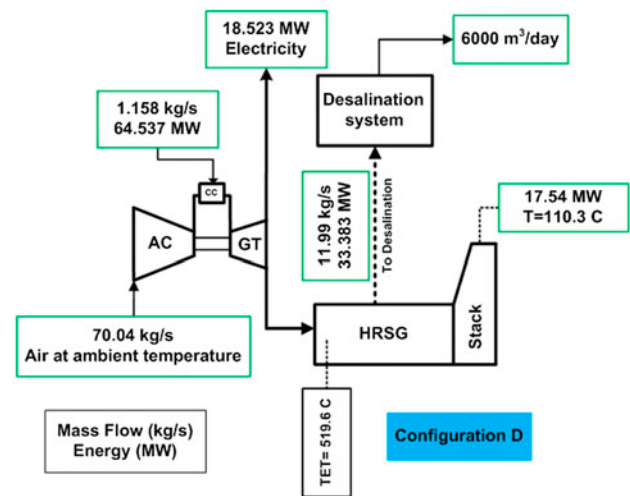 18.523 MW
Electricity
6000 m³/day
Desalination
system
1.158 kg/s
64.537 MW
CC
AC
GT
11.99 kg/s
33.383 MW
To Desalination
17.54 MW
T=110.3 C
HRSG
Stack
70.04 kg/s
Air at ambient temperature
TET= 519.6 C
Mass Flow (kg/s)
Energy (MW)
Configuration D